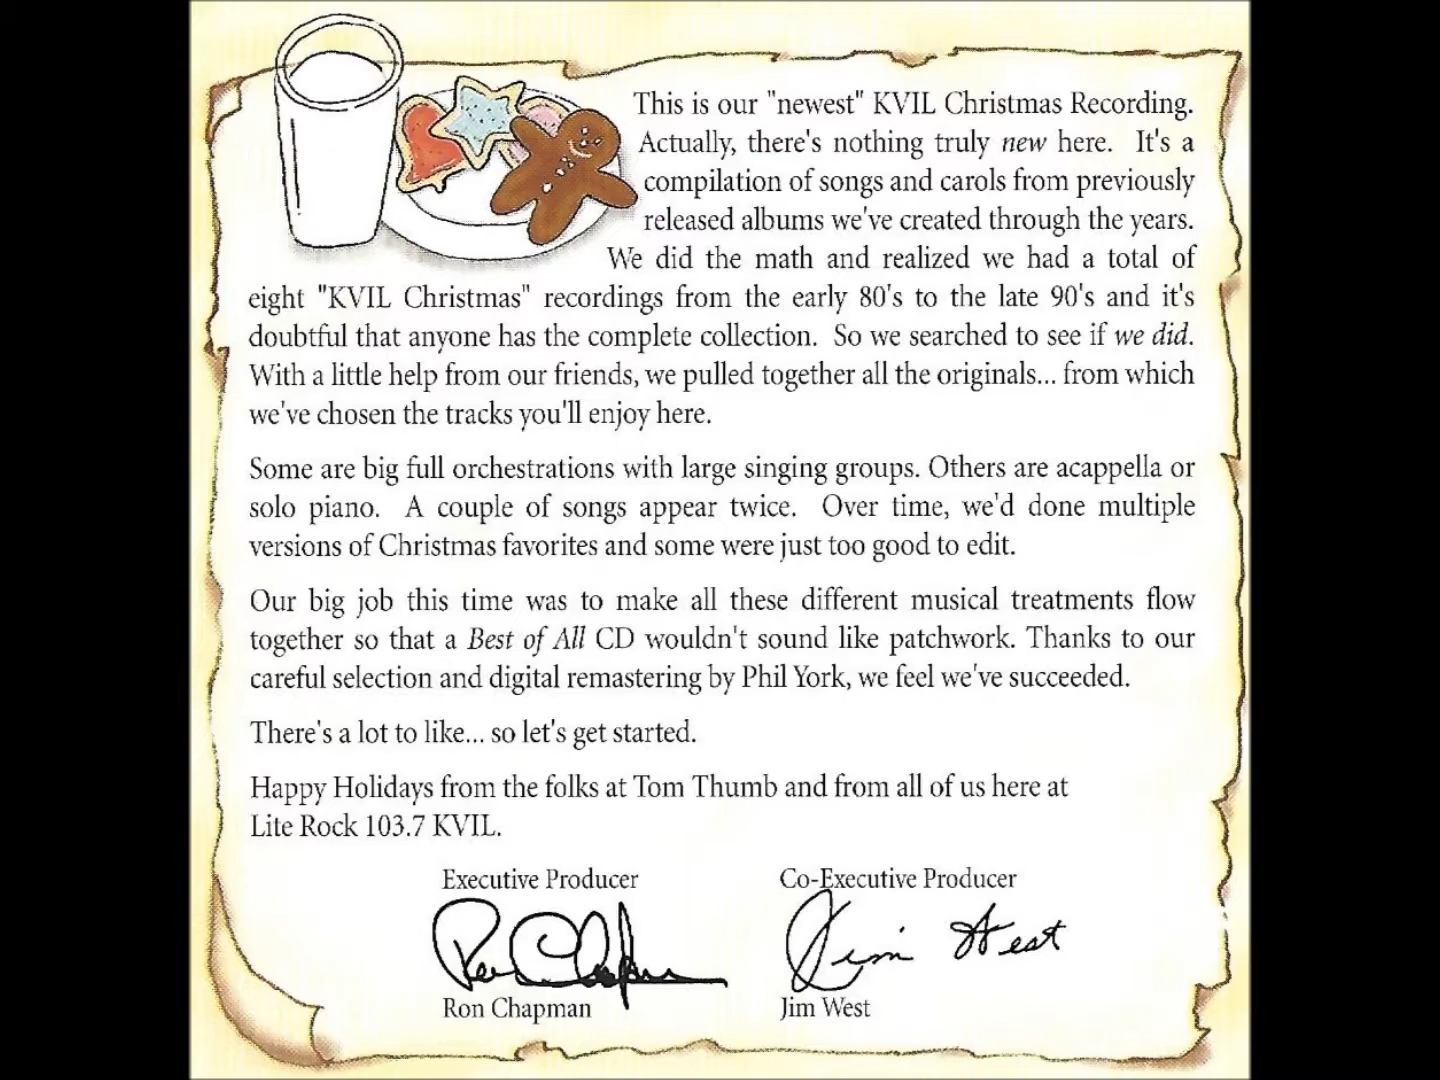 This is our "newest" KVIL Christmas Recording.
Actually, there's nothing truly new here. It's a
compilation of songs and carols from previously
released albums we've created through the years.
We did the math and realized we had a total of
eight "KVIL Christmas" recordings from the early 80's to the late 90's and it's
doubtful that anyone has the complete collection. So we searched to see if we did.
With a little help from our friends, we pulled together all the originals... from which
we've chosen the tracks you'll enjoy here.
Some are big full orchestrations with large singing groups. Others are acappella or
solo piano. A couple of songs appear twice. Over time, we'd done multiple
versions of Christmas favorites and some were just too good to edit.
Our big job this time was to make all these different musical treatments flow
together so that a Best of All CD wouldn't sound like patchwork. Thanks to our
careful selection and digital remastering by Phil York, we feel we've succeeded.
There's a lot to like... so let's get started.
Happy Holidays from the folks at Tom Thumb and from all of us here at
Lite Rock 103.7 KVIL.
Executive Producer
Ron Chapman
Ron Chapman
Co-Executive Producer
Jim West
Jim West